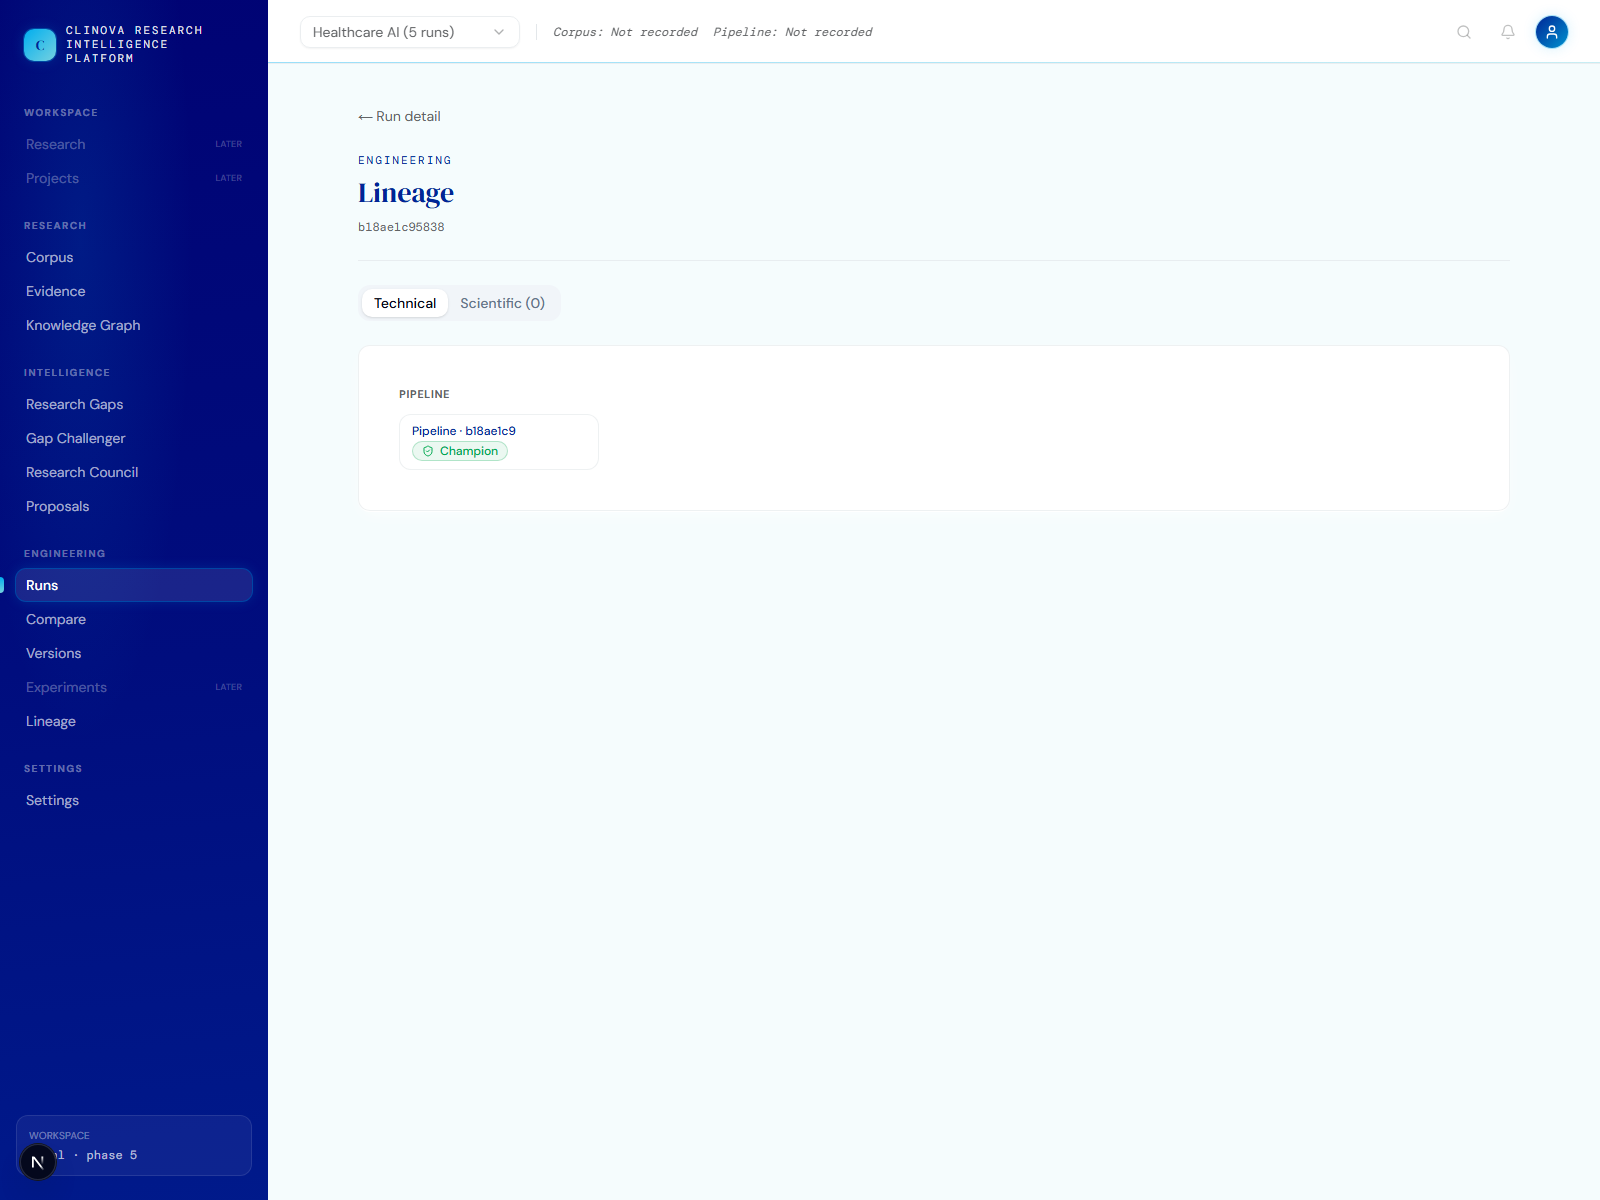 C
CLINOVA RESEARCH
INTELLIGENCE
PLATFORM
WORKSPACE
Research LATER
Projects LATER
RESEARCH
Corpus
Evidence
Knowledge Graph
INTELLIGENCE
Research Gaps
Gap Challenger
Research Council
Proposals
ENGINEERING
Runs
Compare
Versions
Experiments LATER
Lineage
SETTINGS
Settings
WORKSPACE
· phase 5
N
Healthcare AI (5 runs)
Corpus: Not recorded Pipeline: Not recorded
← Run detail
ENGINEERING
Lineage
b18ae1c95838
Technical Scientific (0)
PIPELINE
Pipeline · b18ae1c9
Champion